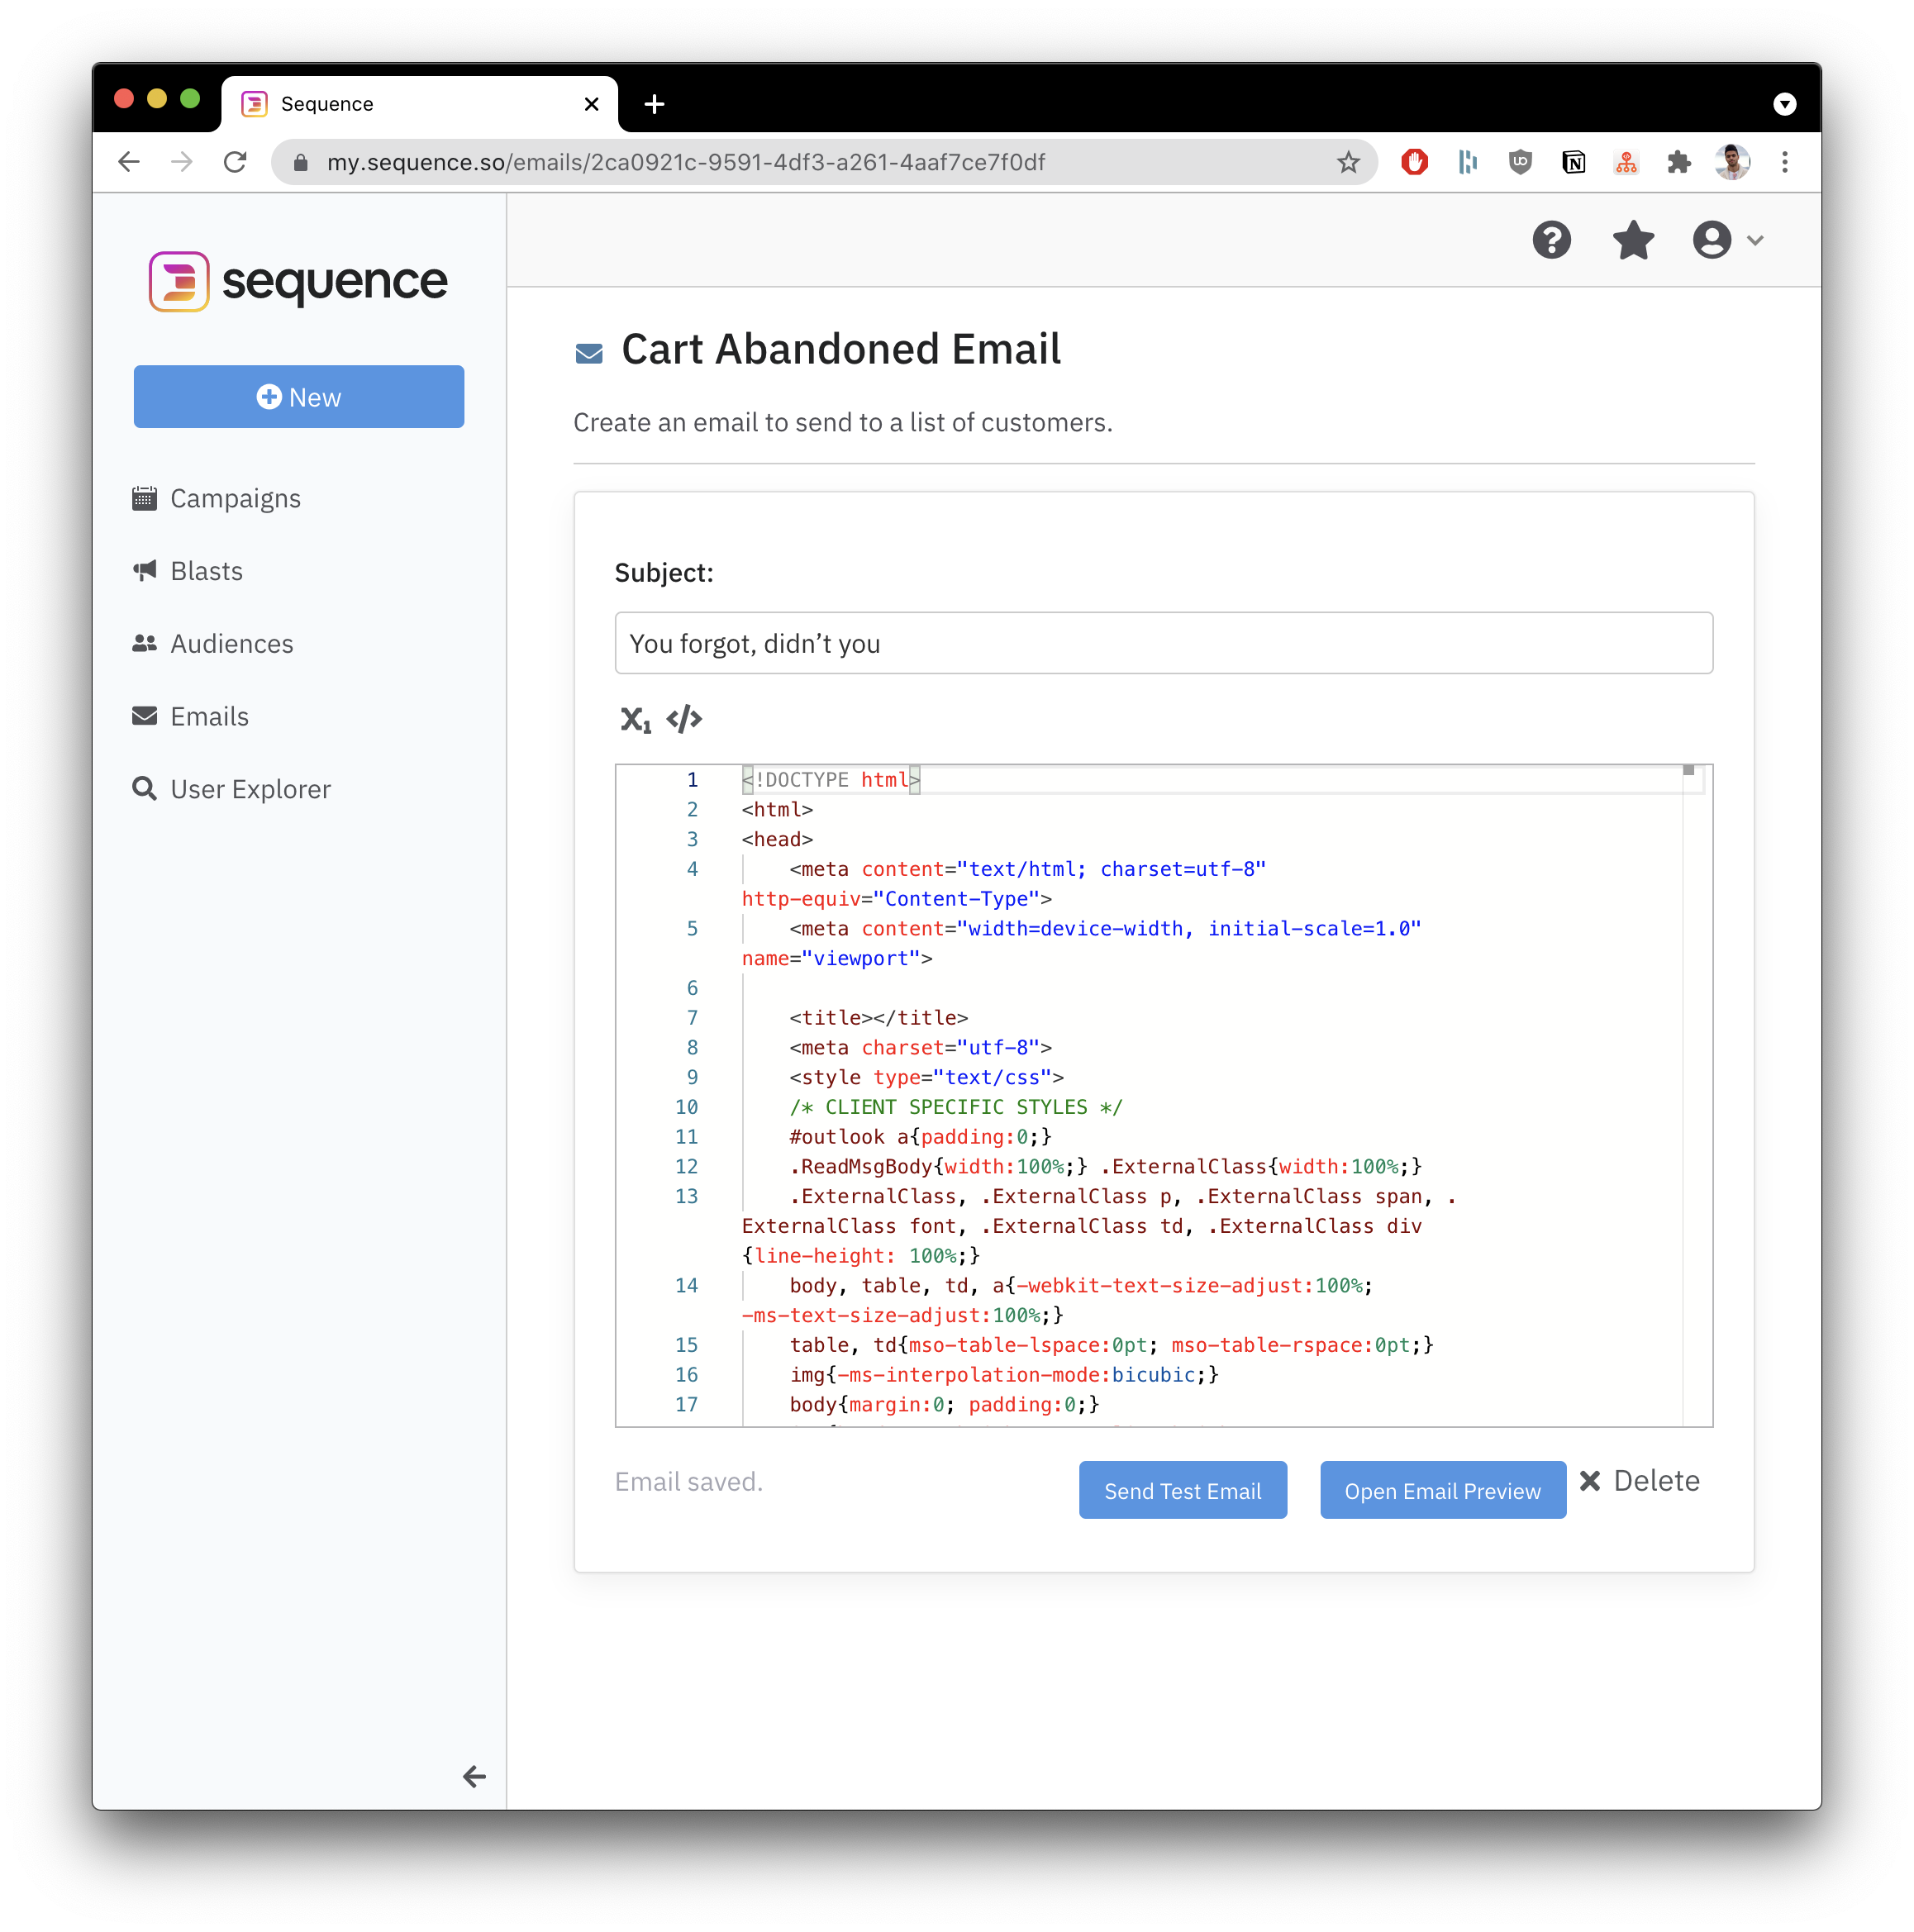 Sequence
my.sequence.so/emails/2ca0921c-9591-4df3-a261-4aaf7ce7f0df
sequence
New
Campaigns
Blasts
Audiences
Emails
User Explorer
Cart Abandoned Email
Create an email to send to a list of customers.
Subject:
You forgot, didn’t you
X₁ </>
1 <!DOCTYPE html>
2 <html>
3 <head>
4 <meta content="text/html; charset=utf-8"
http-equiv="Content-Type">
5 <meta content="width=device-width, initial-scale=1.0"
name="viewport">
6
7 <title></title>
8 <meta charset="utf-8">
9 <style type="text/css">
10 /* CLIENT SPECIFIC STYLES */
11 #outlook a{padding:0;}
12 .ReadMsgBody{width:100%;} .ExternalClass{width:100%;}
13 .ExternalClass, .ExternalClass p, .ExternalClass span, .
ExternalClass font, .ExternalClass td, .ExternalClass div
{line-height: 100%;}
14 body, table, td, a{-webkit-text-size-adjust:100%;
-ms-text-size-adjust:100%;}
15 table, td{mso-table-lspace:0pt; mso-table-rspace:0pt;}
16 img{-ms-interpolation-mode:bicubic;}
17 body{margin:0; padding:0;}
Email saved.
Send Test Email
Open Email Preview
Delete